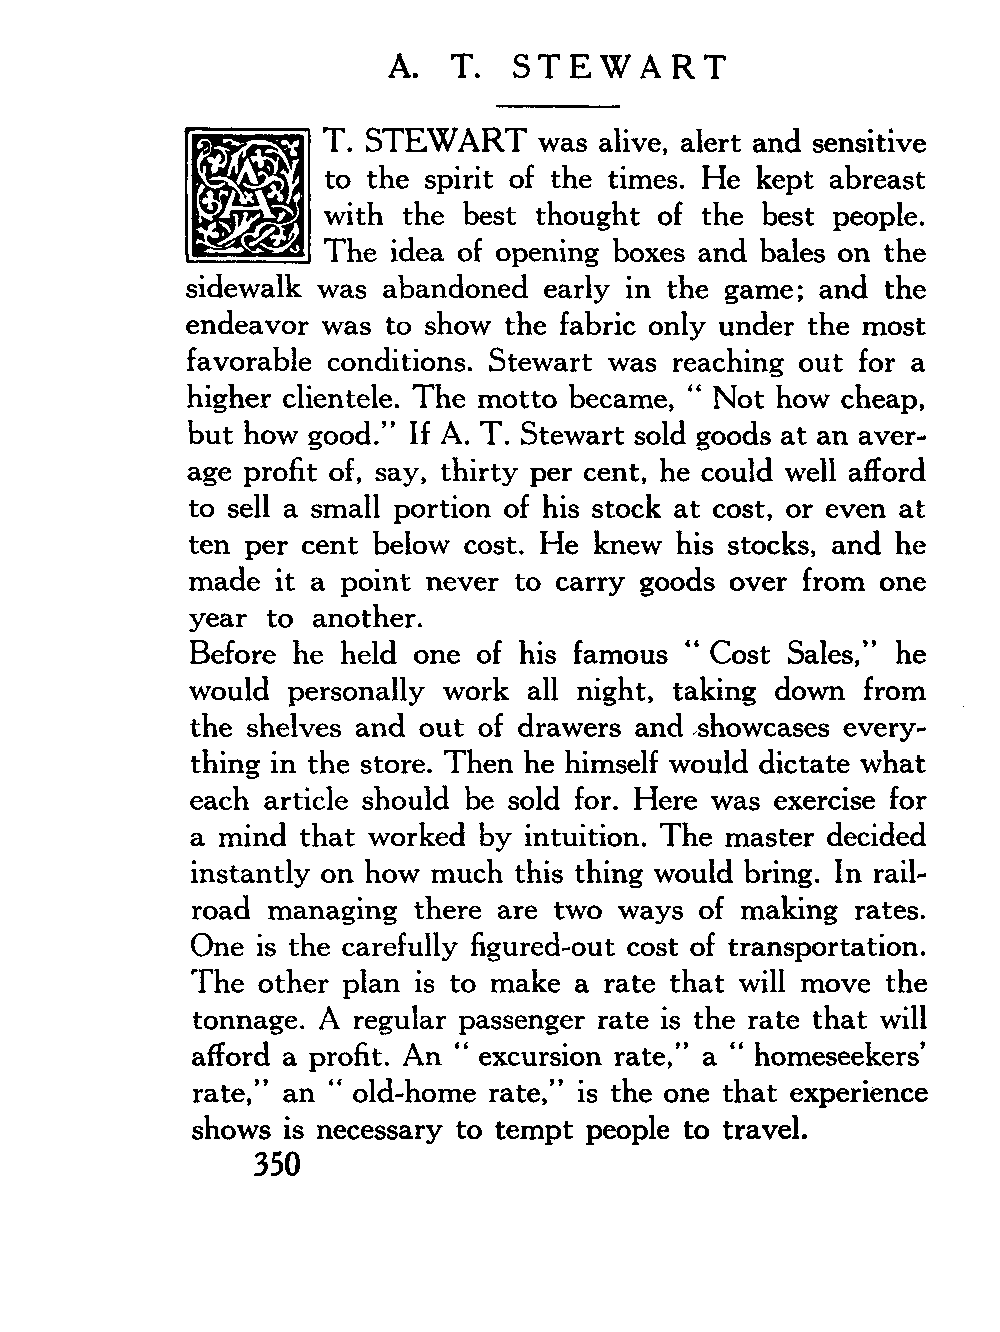 A. T. STEWART
A T. STEWART was alive, alert and sensitive
to the spirit of the times. He kept abreast
with the best thought of the best people.
The idea of opening boxes and bales on the
sidewalk was abandoned early in the game; and the
endeavor was to show the fabric only under the most
favorable conditions. Stewart was reaching out for a
higher clientele. The motto became, “ Not how cheap,
but how good.” If A. T. Stewart sold goods at an aver-
age profit of, say, thirty per cent, he could well afford
to sell a small portion of his stock at cost, or even at
ten per cent below cost. He knew his stocks, and he
made it a point never to carry goods over from one
year to another.
Before he held one of his famous “ Cost Sales,” he
would personally work all night, taking down from
the shelves and out of drawers and showcases every-
thing in the store. Then he himself would dictate what
each article should be sold for. Here was exercise for
a mind that worked by intuition. The master decided
instantly on how much this thing would bring. In rail-
road managing there are two ways of making rates.
One is the carefully figured-out cost of transportation.
The other plan is to make a rate that will move the
tonnage. A regular passenger rate is the rate that will
afford a profit. An “ excursion rate,” a “ homeseekers’
rate,” an “ old-home rate,” is the one that experience
shows is necessary to tempt people to travel.
350